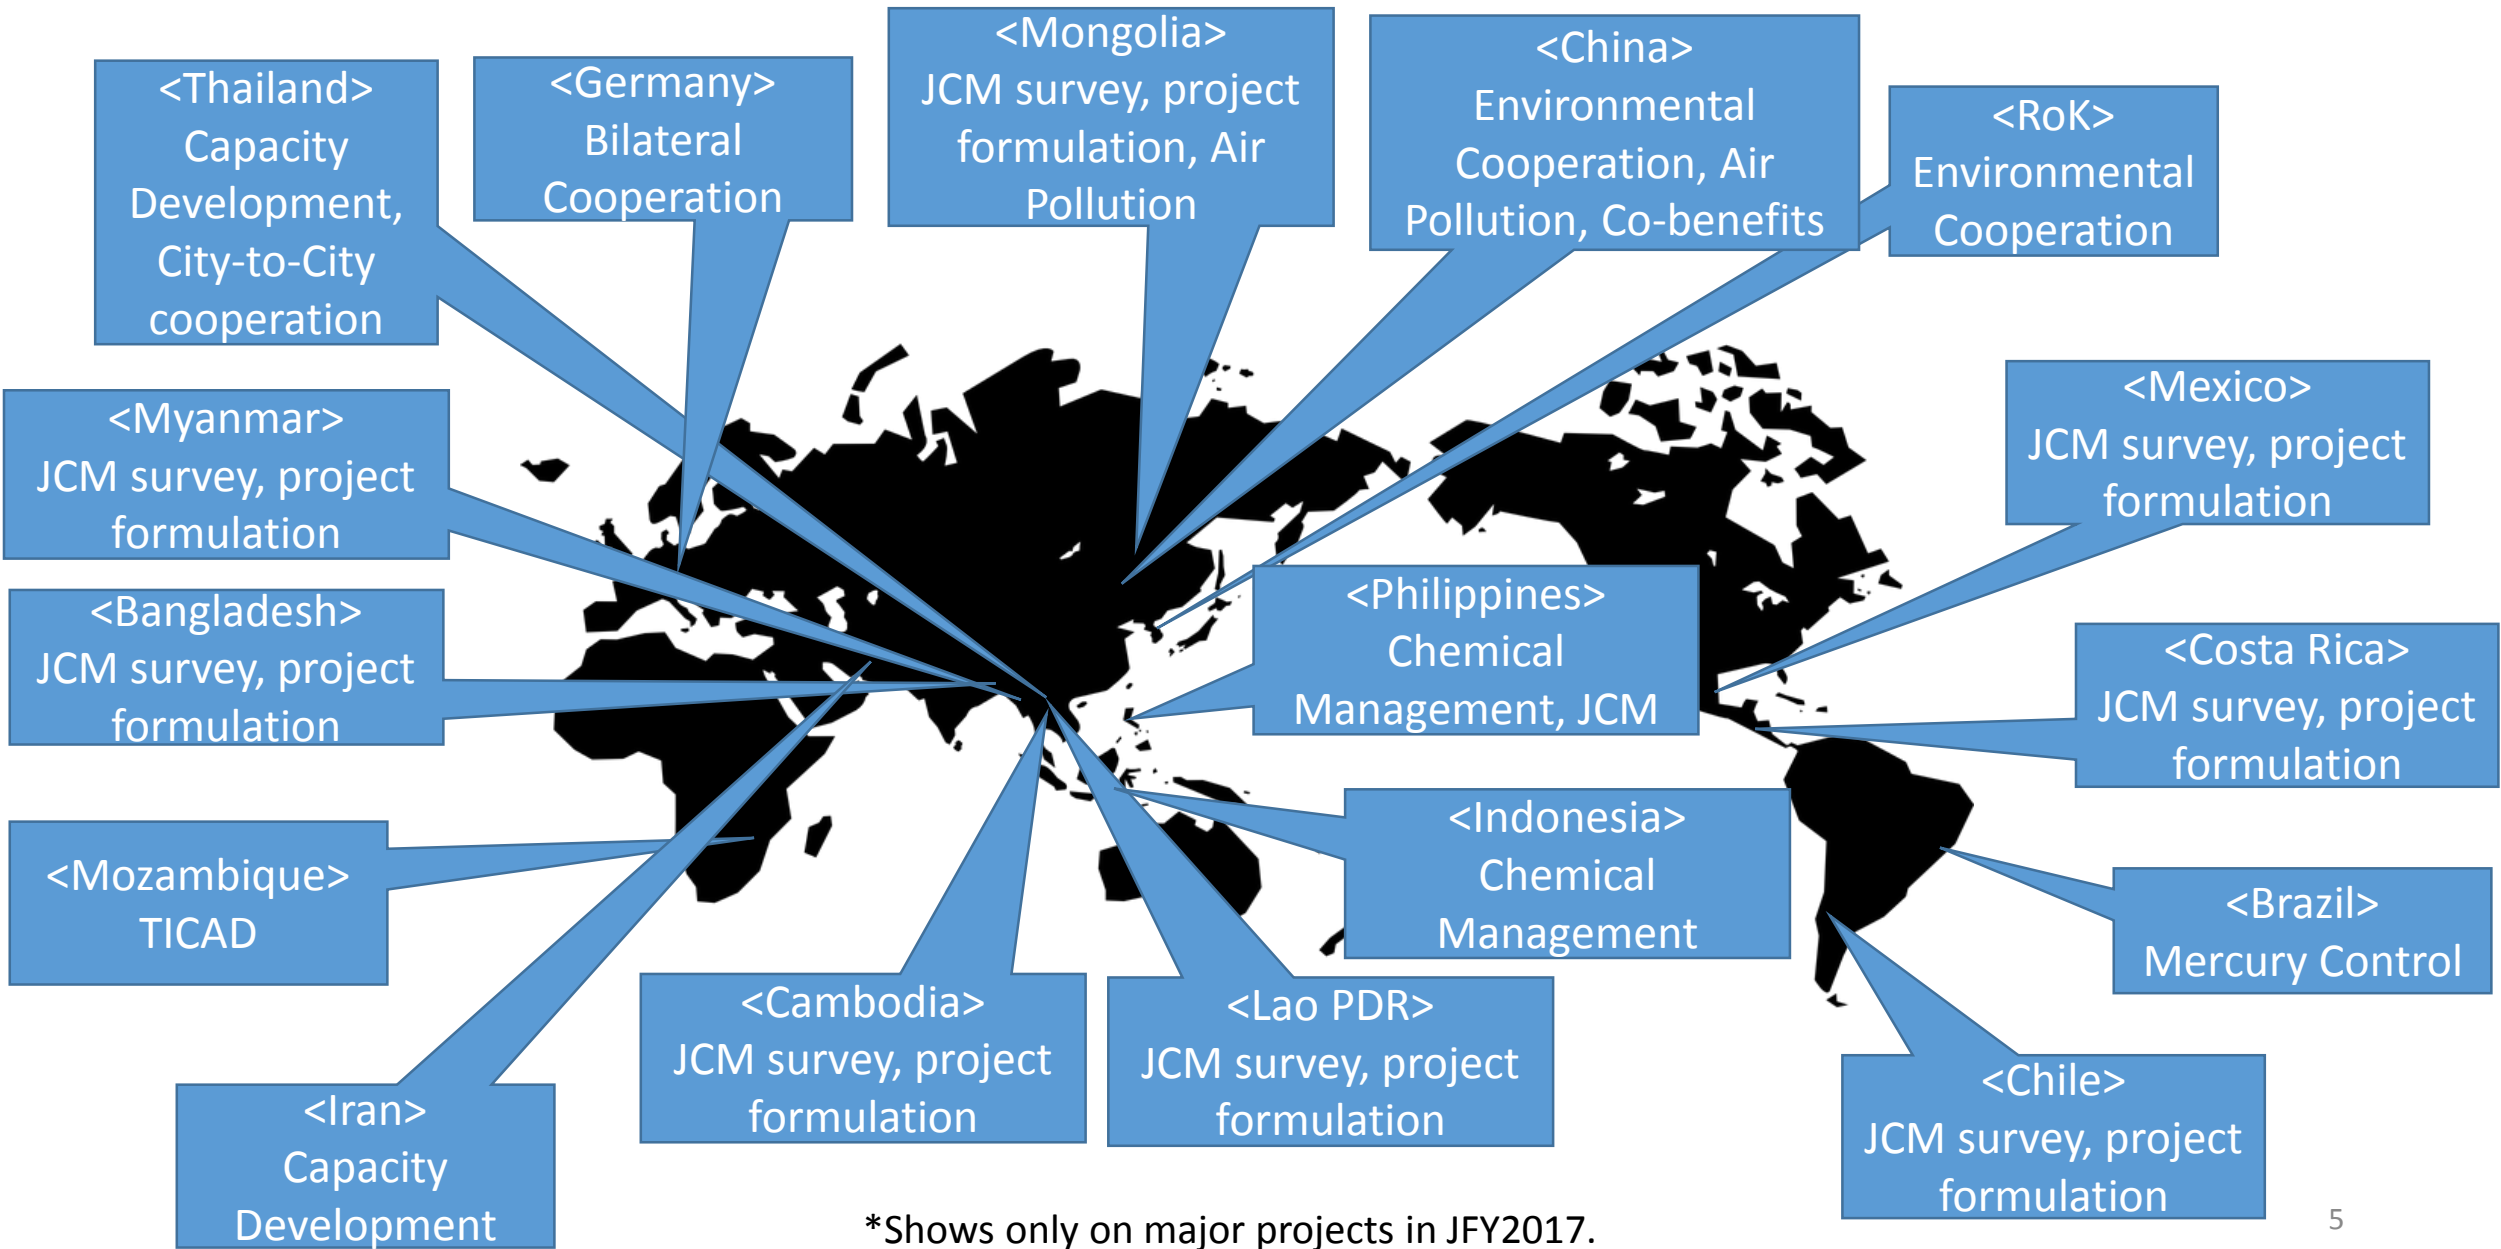 <Thailand>
Capacity
Development,
City-to-City
cooperation
<Germany>
Bilateral
Cooperation
<Mongolia>
JCM survey, project
formulation, Air
Pollution
<China>
Environmental
Cooperation, Air
Pollution, Co-benefits
<RoK>
Environmental
Cooperation
<Myanmar>
JCM survey, project
formulation
<Mexico>
JCM survey, project
formulation
<Bangladesh>
JCM survey, project
formulation
<Philippines>
Chemical
Management, JCM
<Costa Rica>
JCM survey, project
formulation
<Mozambique>
TICAD
<Indonesia>
Chemical
Management
<Brazil>
Mercury Control
<Iran>
Capacity
Development
<Cambodia>
JCM survey, project
formulation
<Lao PDR>
JCM survey, project
formulation
<Chile>
JCM survey, project
formulation
*Shows only on major projects in JFY2017.
5